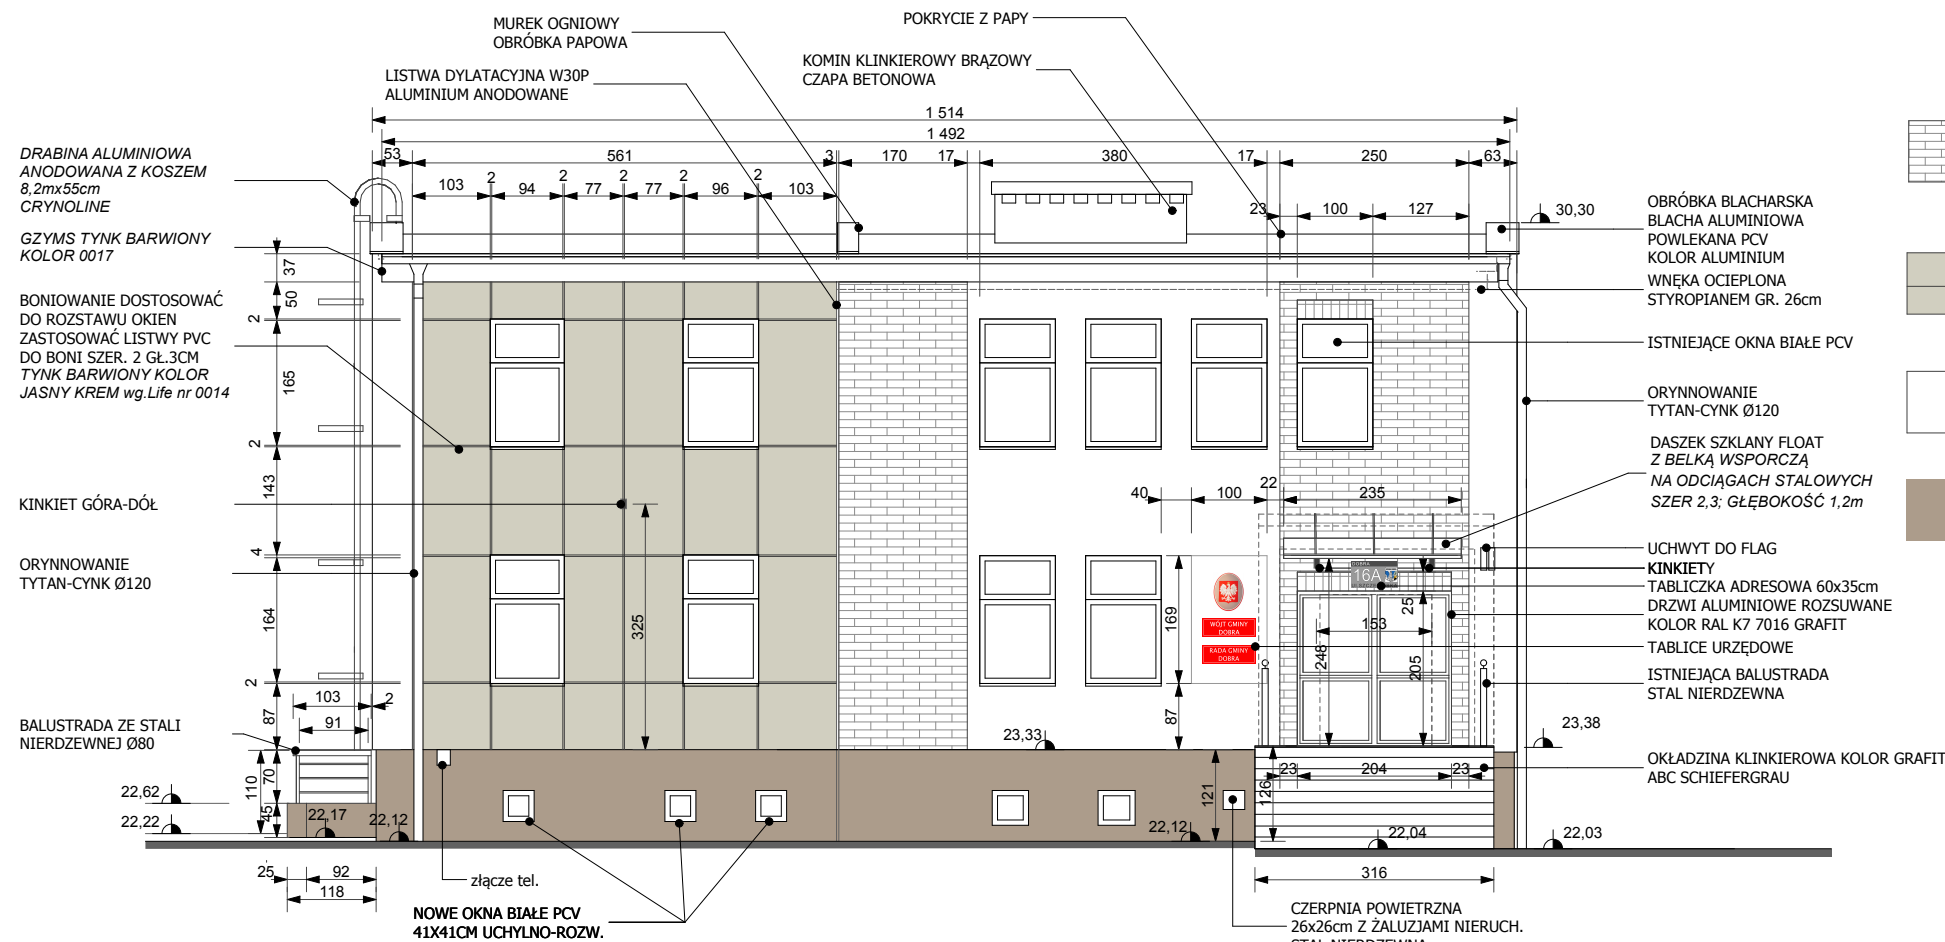 MUREK OGNIOWY
OBRÓBKA PAPOWA
POKRYCIE Z PAPY
LISTWA DYLATACYJNA W30P
ALUMINIUM ANODOWANE
KOMIN KLINKIEROWY BRĄZOWY
CZAPA BETONOWA
1 514
1 492
53 561 3 170 17 380 17 250 63
103 2 94 2 77 2 77 2 96 2 103
23 100 127
DRABINA ALUMINIOWA
ANODOWANA Z KOSZEM
8,2mx55cm
CRYNOLINE
GZYMS TYNK BARWIONY
KOLOR 0017
BONIOWANIE DOSTOSOWAĆ
DO ROZSTAWU OKIEN
ZASTOSOWAĆ LISTWY PVC
DO BONI SZER. 2 GŁ.3CM
TYNK BARWIONY KOLOR
JASNY KREM wg.Life nr 0014
KINKIET GÓRA-DÓŁ
ORYNNOWANIE
TYTAN-CYNK Ø120
BALUSTRADA ZE STALI
NIERDZEWNEJ Ø80
37
50
2
165
2
143
4
164
2
87
103 2
91
110
70
45
22,62
22,22
22,17
22,12
25 92
118
325
złącze tel.
NOWE OKNA BIAŁE PCV
41X41CM UCHYLNO-ROZW.
23,33
22,12
121
126
40 100 22 235
169
87
WÓJT GMINY
DOBRA
RADA GMINY
DOBRA
DOBRA
16A
25
153
248
205
23 204 23
22,04
22,03
316
CZERPNIA POWIETRZNA
26x26cm Z ŻALUZJAMI NIERUCH.
STAL NIERDZEWNA
30,30
OBRÓBKA BLACHARSKA
BLACHA ALUMINIOWA
POWLEKANA PCV
KOLOR ALUMINIUM
WNĘKA OCIEPLONA
STYROPIANEM GR. 26cm
ISTNIEJĄCE OKNA BIAŁE PCV
ORYNNOWANIE
TYTAN-CYNK Ø120
DASZEK SZKLANY FLOAT
Z BELKĄ WSPORCZĄ
NA ODCIĄGACH STALOWYCH
SZER 2,3; GŁĘBOKOŚĆ 1,2m
UCHWYT DO FLAG
KINKIETY
TABLICZKA ADRESOWA 60x35cm
DRZWI ALUMINIOWE ROZSUWANE
KOLOR RAL K7 7016 GRAFIT
TABLICE URZĘDOWE
ISTNIEJĄCA BALUSTRADA
STAL NIERDZEWNA
23,38
OKŁADZINA KLINKIEROWA KOLOR GRAFIT
ABC SCHIEFERGRAU